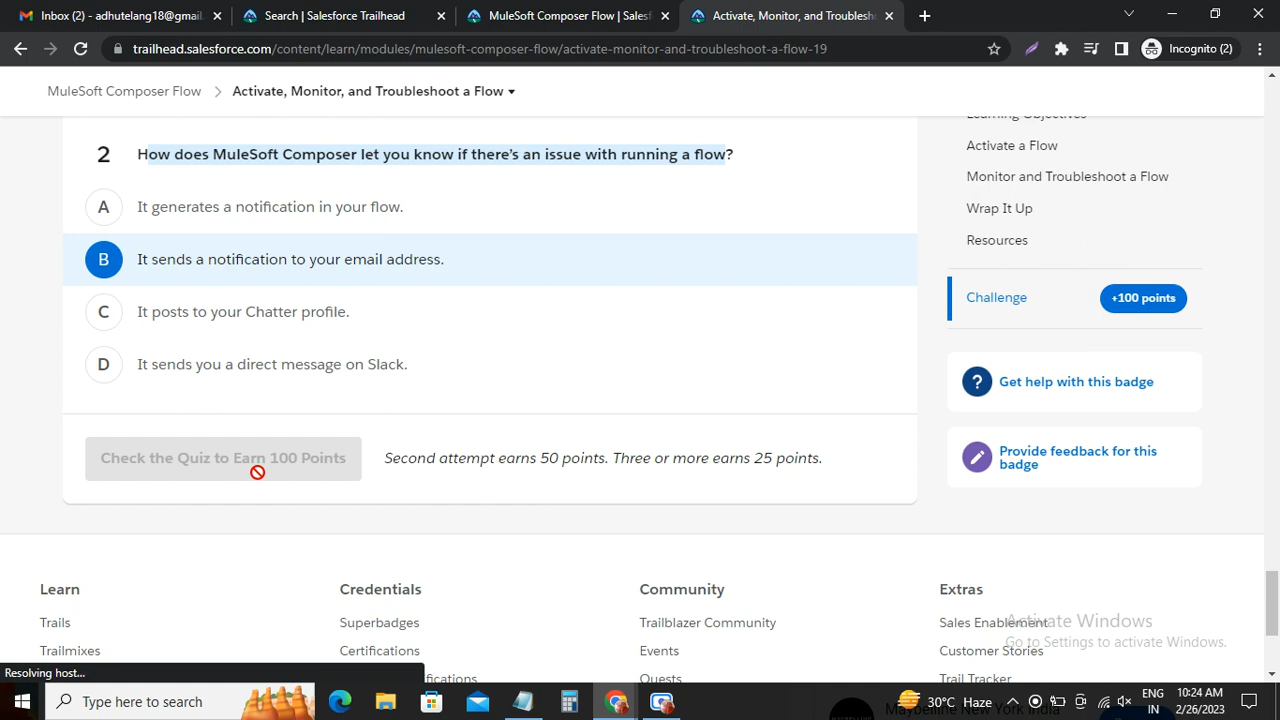 Inbox (2) - adhutelang18@gmail.
Search | Salesforce Trailhead
MuleSoft Composer Flow | Salesf
Activate, Monitor, and Troublesh
trailhead.salesforce.com/content/learn/modules/mulesoft-composer-flow/activate-monitor-and-troubleshoot-a-flow-19
Incognito (2)
MuleSoft Composer Flow > Activate, Monitor, and Troubleshoot a Flow
Learning Objectives
2 How does MuleSoft Composer let you know if there's an issue with running a flow?
Activate a Flow
Monitor and Troubleshoot a Flow
A It generates a notification in your flow.
Wrap It Up
Resources
B It sends a notification to your email address.
Challenge +100 points
C It posts to your Chatter profile.
D It sends you a direct message on Slack.
? Get help with this badge
Check the Quiz to Earn 100 Points Second attempt earns 50 points. Three or more earns 25 points.
Provide feedback for this
badge
Learn Credentials Community Extras
Trails Superbadges Trailblazer Community Sales Enablement
Trailmixes Certifications Events Customer Stories
Quests Trail Tracker
Activate Windows
Go to Settings to activate Windows.
Resolving host...
Type here to search
30°C Haze
ENG
IN
10:24 AM
2/26/2023
Maybelline New York India